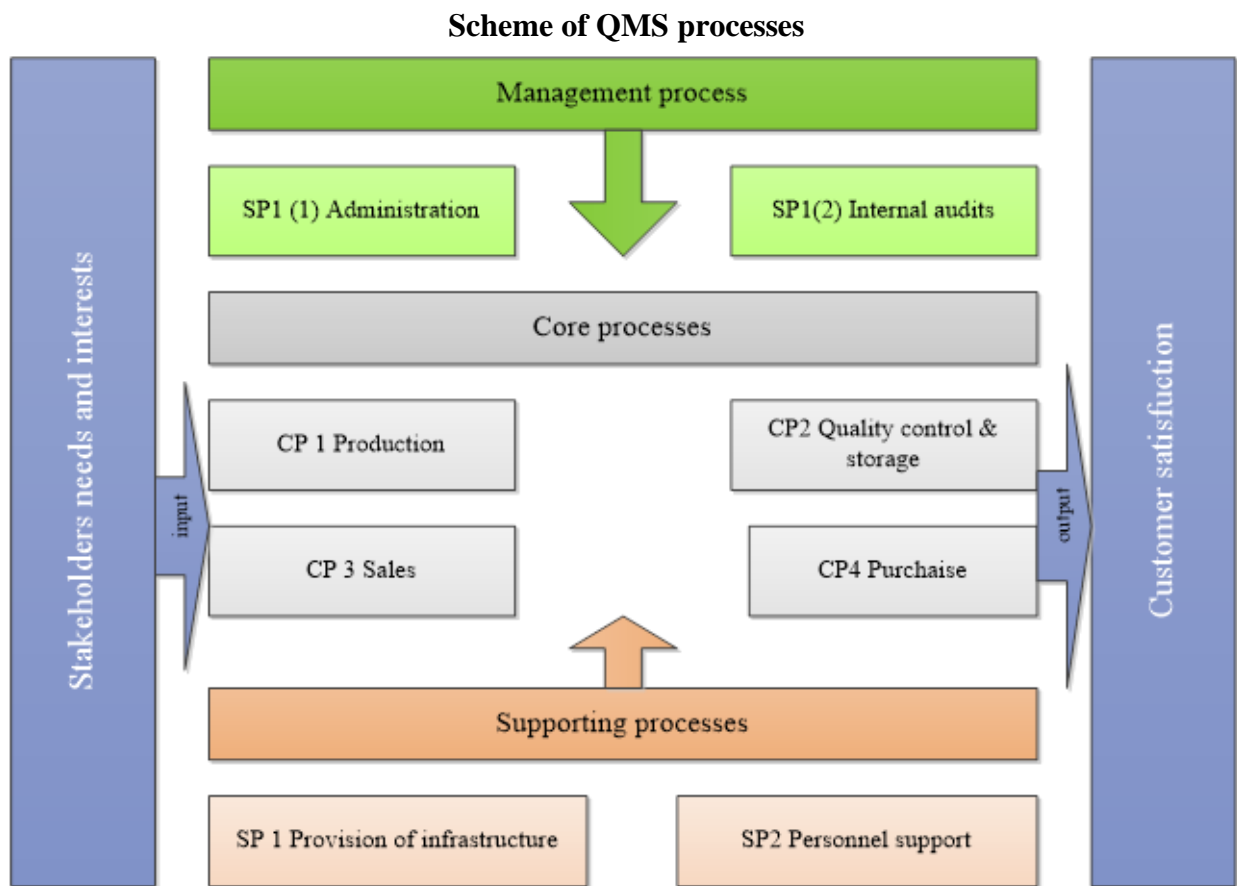 Scheme of QMS processes
Management process
SP1 (1) Administration
SP1(2) Internal audits
Core processes
Stakeholders needs and interests
input
CP 1 Production
CP2 Quality control &
storage
CP 3 Sales
CP4 Purchaise
output
Customer satisfuction
Supporting processes
SP 1 Provision of infrastructure
SP2 Personnel support